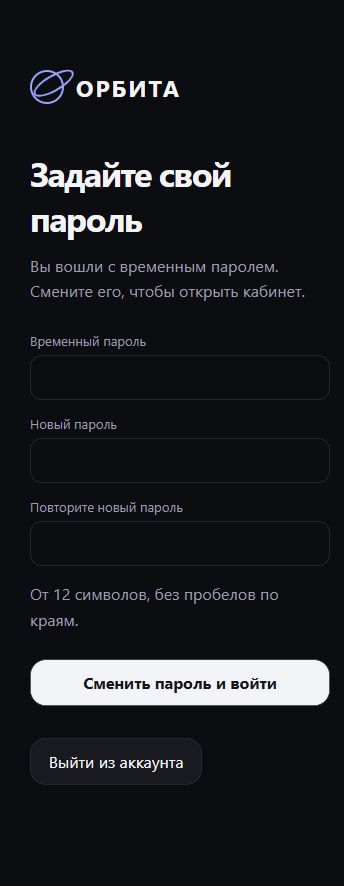 ОРБИТА
Задайте свой
пароль
Вы вошли с временным паролем.
Смените его, чтобы открыть кабинет.
Временный пароль
Новый пароль
Повторите новый пароль
От 12 символов, без пробелов по
краям.
Сменить пароль и войти
Выйти из аккаунта